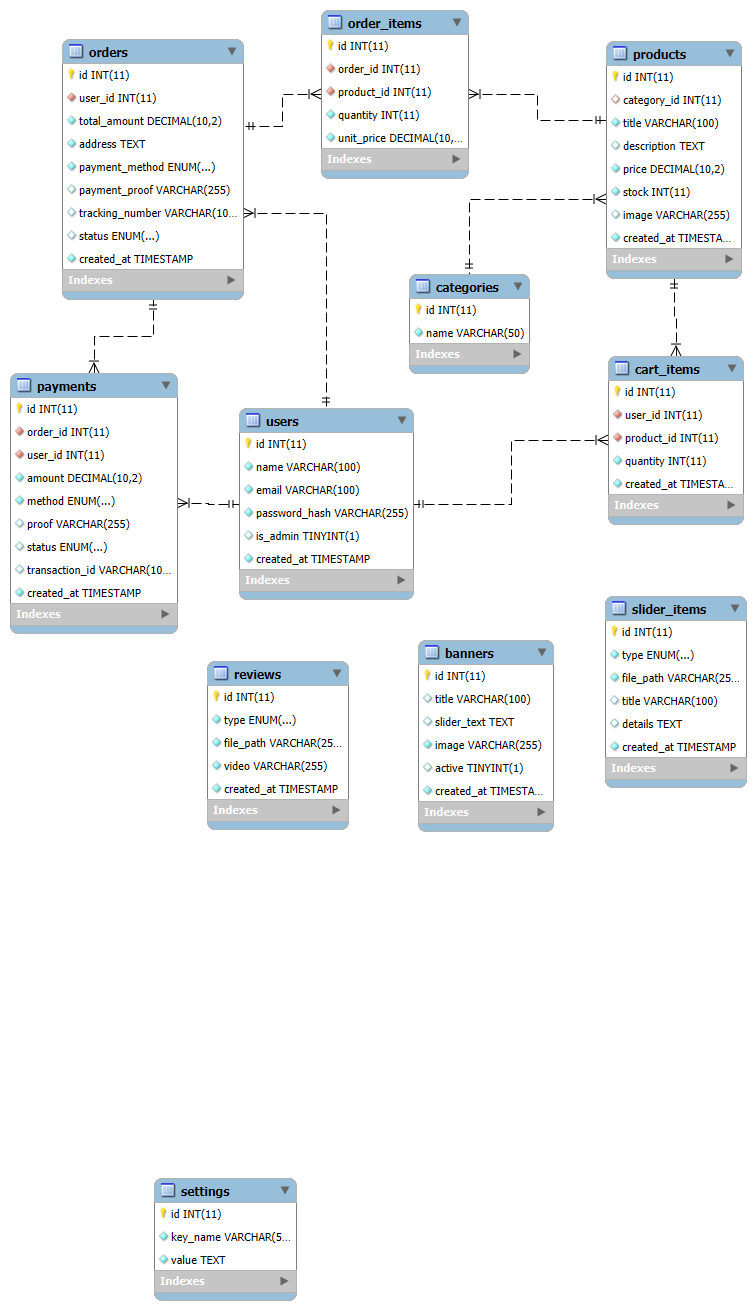 order_items
id INT(11)
order_id INT(11)
product_id INT(11)
quantity INT(11)
unit_price DECIMAL(10,...
Indexes
orders
id INT(11)
user_id INT(11)
total_amount DECIMAL(10,2)
address TEXT
payment_method ENUM(...)
payment_proof VARCHAR(255)
tracking_number VARCHAR(10...
status ENUM(...)
created_at TIMESTAMP
Indexes
products
id INT(11)
category_id INT(11)
title VARCHAR(100)
description TEXT
price DECIMAL(10,2)
stock INT(11)
image VARCHAR(255)
created_at TIMESTA...
Indexes
categories
id INT(11)
name VARCHAR(50)
Indexes
cart_items
id INT(11)
user_id INT(11)
product_id INT(11)
quantity INT(11)
created_at TIMESTA...
Indexes
payments
id INT(11)
order_id INT(11)
user_id INT(11)
amount DECIMAL(10,2)
method ENUM(...)
proof VARCHAR(255)
status ENUM(...)
transaction_id VARCHAR(10...
created_at TIMESTAMP
Indexes
users
id INT(11)
name VARCHAR(100)
email VARCHAR(100)
password_hash VARCHAR(255)
is_admin TINYINT(1)
created_at TIMESTAMP
Indexes
slider_items
id INT(11)
type ENUM(...)
file_path VARCHAR(25...
title VARCHAR(100)
details TEXT
created_at TIMESTAMP
Indexes
banners
id INT(11)
title VARCHAR(100)
slider_text TEXT
image VARCHAR(255)
active TINYINT(1)
created_at TIMESTA...
Indexes
reviews
id INT(11)
type ENUM(...)
file_path VARCHAR(25...
video VARCHAR(255)
created_at TIMESTAMP
Indexes
settings
id INT(11)
key_name VARCHAR(5...
value TEXT
Indexes